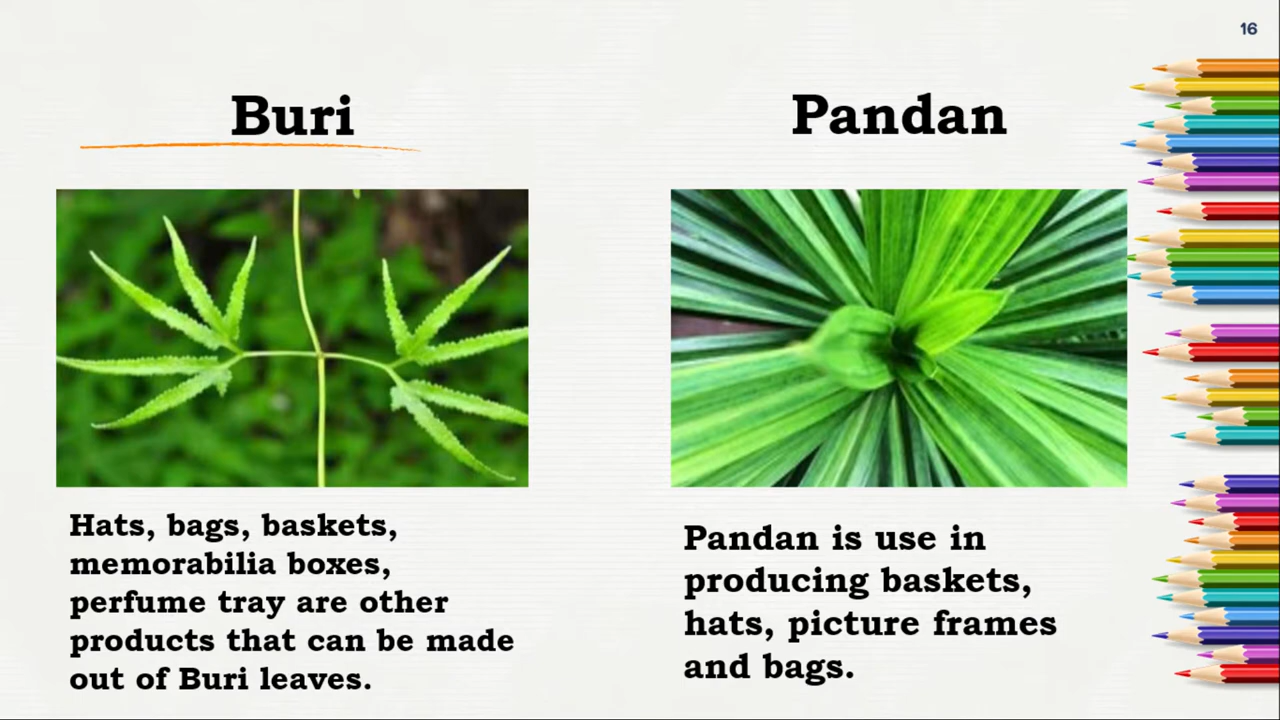 16
Buri
Hats, bags, baskets,
memorabilia boxes,
perfume tray are other
products that can be made
out of Buri leaves.
Pandan
Pandan is use in
producing baskets,
hats, picture frames
and bags.